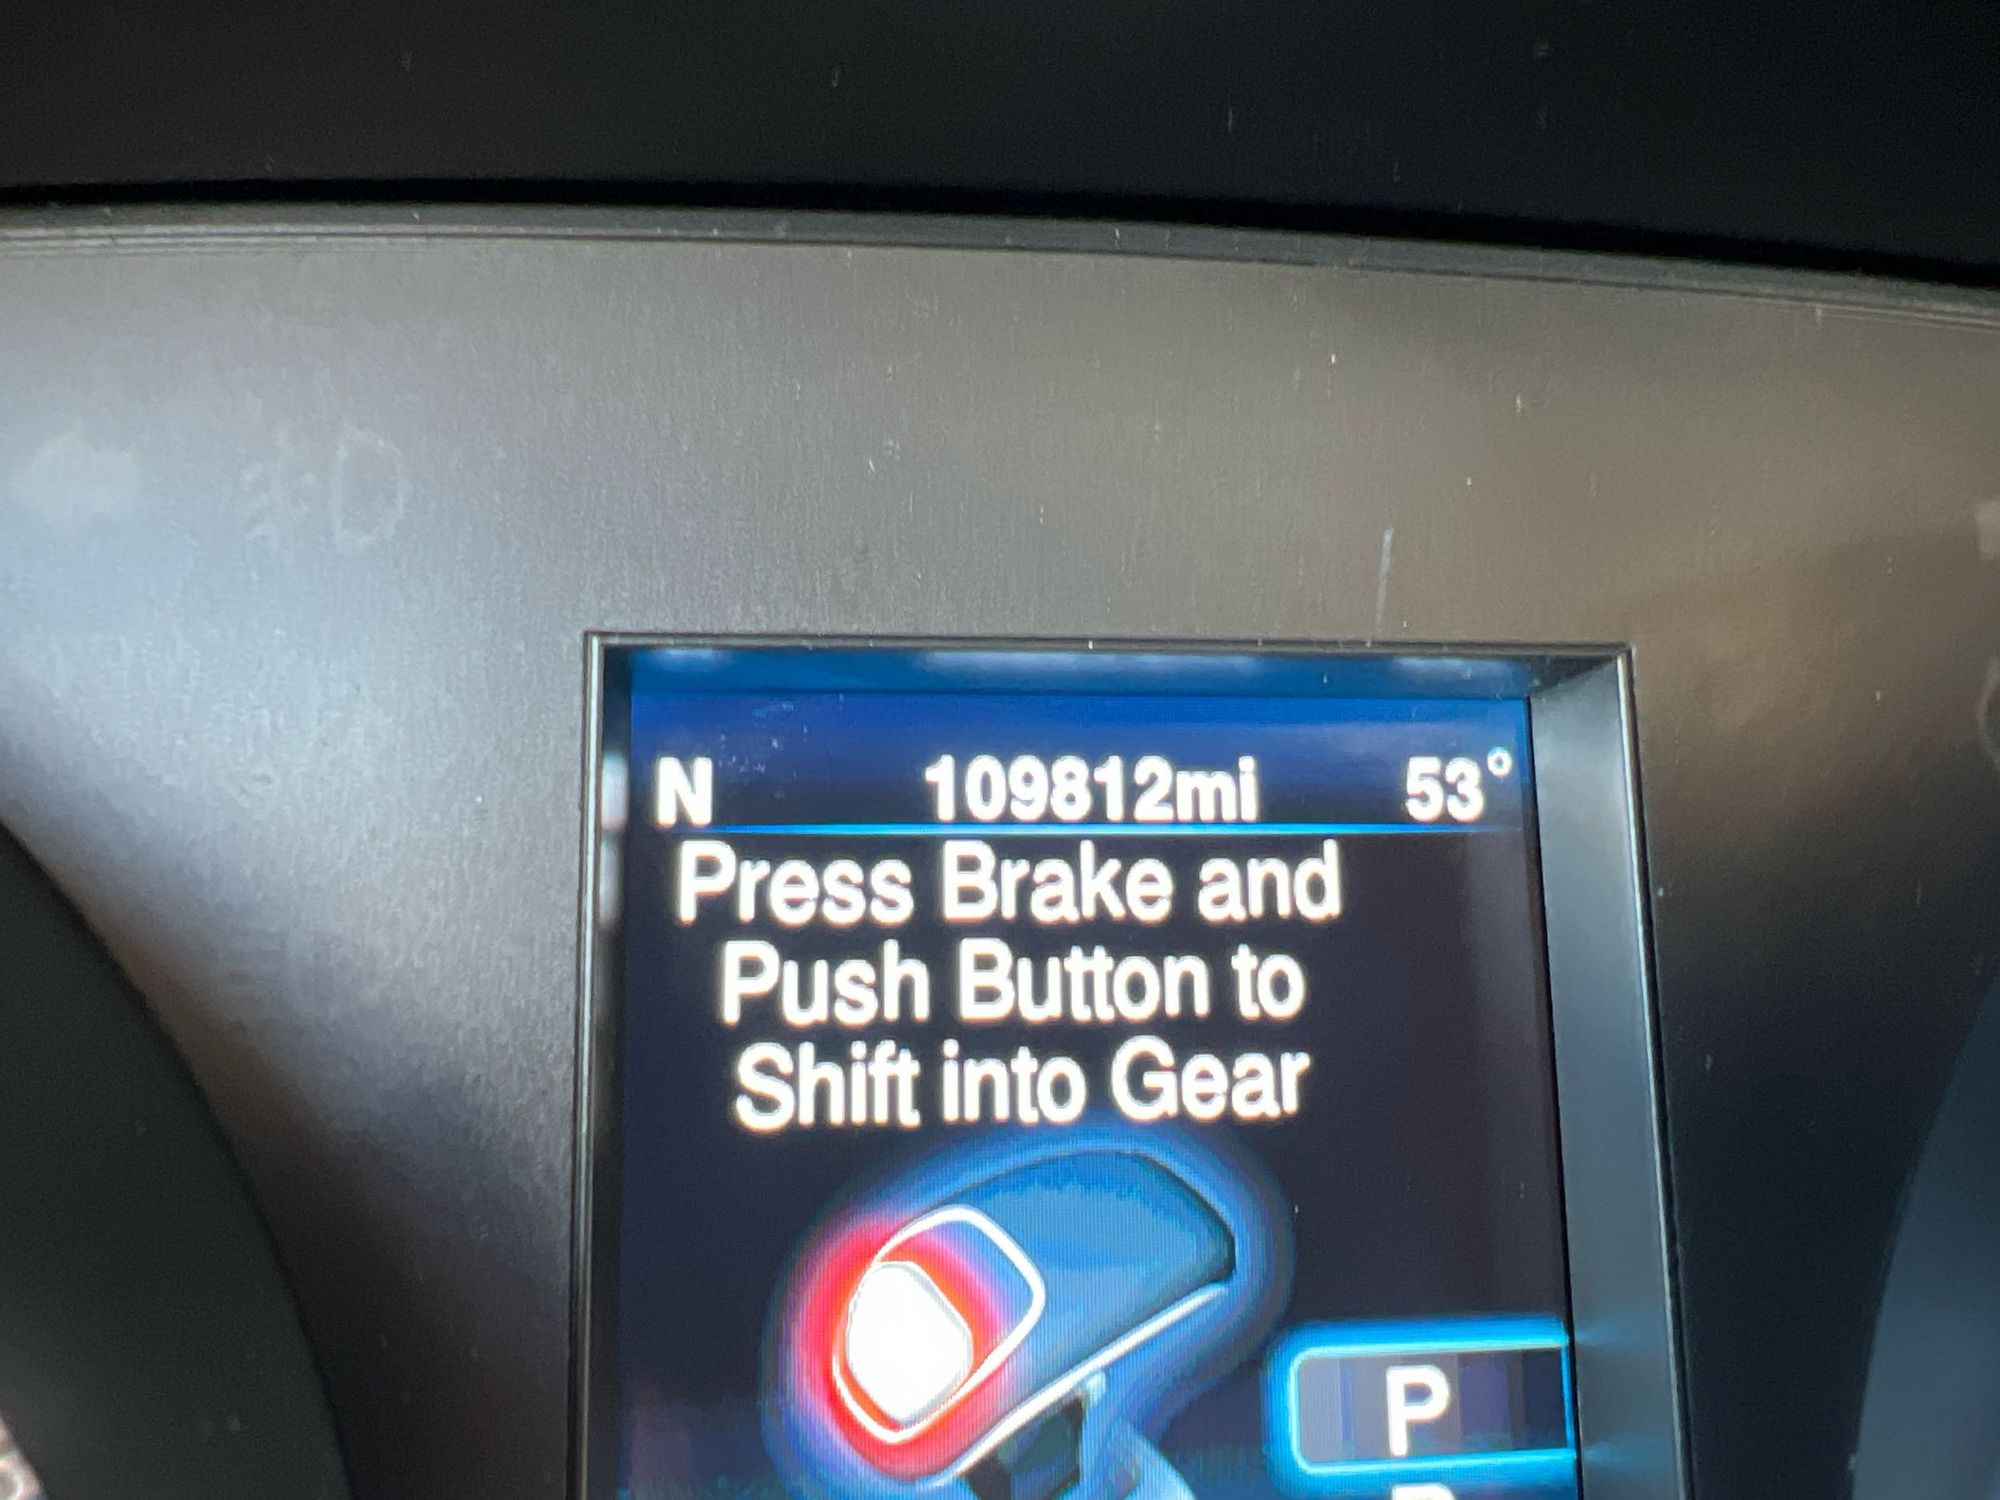 N 109812mi 53°
Press Brake and
Push Button to
Shift into Gear
P